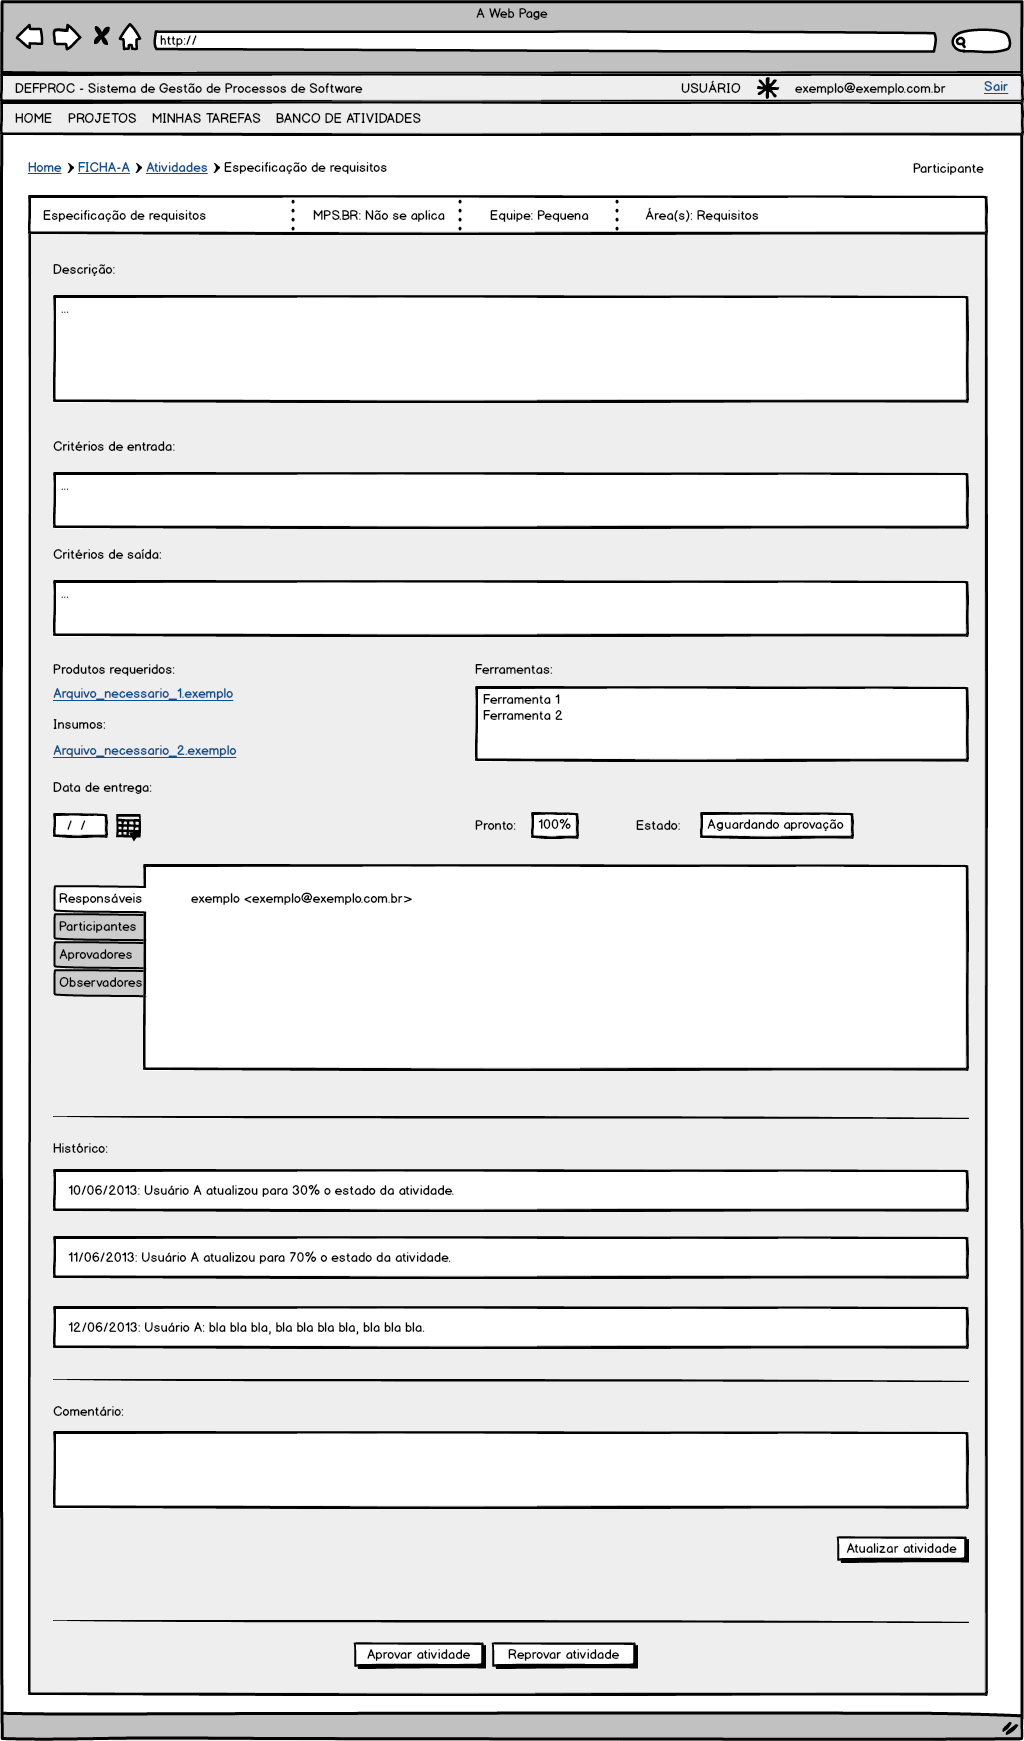 A Web Page
http://
DEFPROC - Sistema de Gestão de Processos de Software USUÁRIO exemplo@exemplo.com.br Sair
HOME PROJETOS MINHAS TAREFAS BANCO DE ATIVIDADES
Home FICHA-A Atividades Especificação de requisitos Participante
Especificação de requisitos MPS.BR: Não se aplica Equipe: Pequena Área(s): Requisitos
Descrição:
...
Critérios de entrada:
...
Critérios de saída:
...
Produtos requeridos: Ferramentas:
Arquivo_necessario_1.exemplo Ferramenta 1
Ferramenta 2
Insumos:
Arquivo_necessario_2.exemplo
Data de entrega:
/ / Pronto: 100% Estado: Aguardando aprovação
Responsáveis exemplo <exemplo@exemplo.com.br>
Participantes
Aprovadores
Observadores
Histórico:
10/06/2013: Usuário A atualizou para 30% o estado da atividade.
11/06/2013: Usuário A atualizou para 70% o estado da atividade.
12/06/2013: Usuário A: bla bla bla, bla bla bla bla, bla bla bla.
Comentário:
Atualizar atividade
Aprovar atividade Reprovar atividade